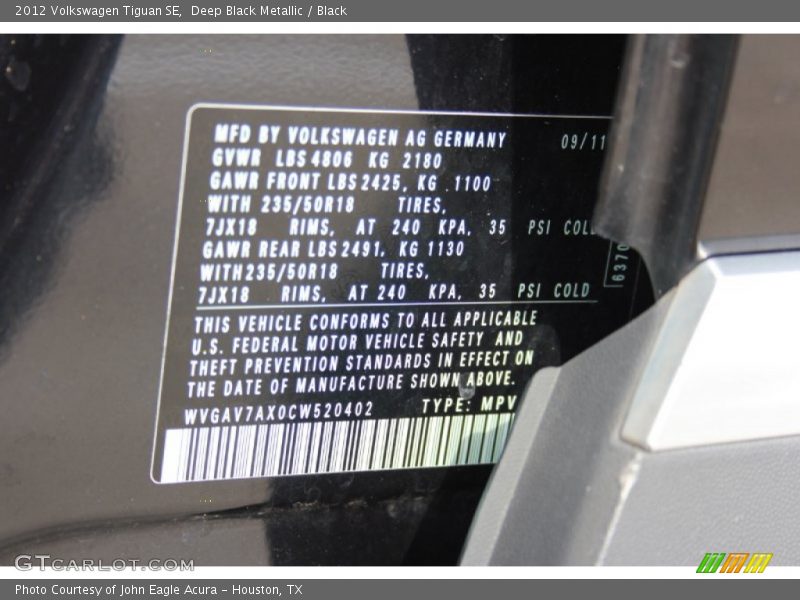 2012 Volkswagen Tiguan SE, Deep Black Metallic / Black
MFD BY VOLKSWAGEN AG GERMANY 09/11
GVWR LBS 4806 KG 2180
GAWR FRONT LBS 2425, KG 1100
WITH 235/50R18 TIRES,
7JX18 RIMS, AT 240 KPA, 35 PSI COLD
GAWR REAR LBS 2491, KG 1130
WITH 235/50R18 TIRES,
7JX18 RIMS, AT 240 KPA, 35 PSI COLD
6370
THIS VEHICLE CONFORMS TO ALL APPLICABLE
U.S. FEDERAL MOTOR VEHICLE SAFETY AND
THEFT PREVENTION STANDARDS IN EFFECT ON
THE DATE OF MANUFACTURE SHOWN ABOVE.
WVGAV7AX0CW520402 TYPE: MPV
GTCARLOT.COM
Photo Courtesy of John Eagle Acura - Houston, TX